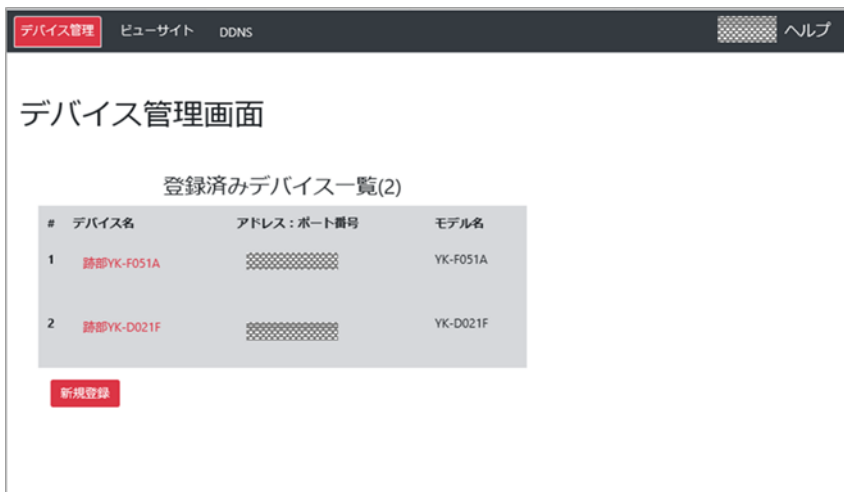 デバイス管理 ビューサイト DDNS ヘルプ
デバイス管理画面
登録済みデバイス一覧(2)
# デバイス名 アドレス：ポート番号 モデル名
1 跡部YK-F051A YK-F051A
2 跡部YK-D021F YK-D021F
新規登録